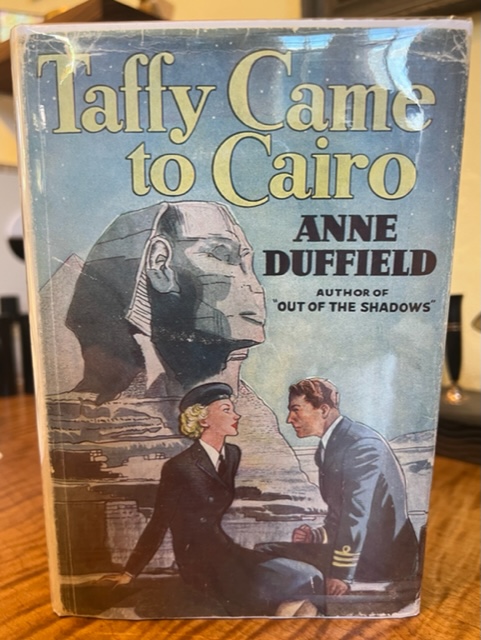 Taffy Came
to Cairo
ANNE
DUFFIELD
AUTHOR OF
"OUT OF THE SHADOWS"